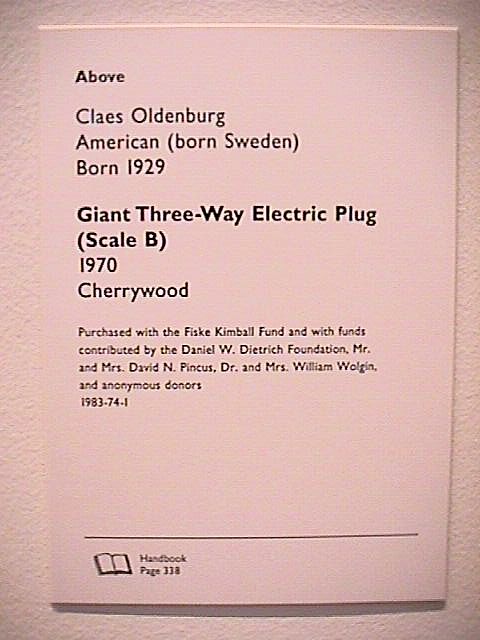 Above
Claes Oldenburg
American (born Sweden)
Born 1929
Giant Three-Way Electric Plug
(Scale B)
1970
Cherrywood
Purchased with the Fiske Kimball Fund and with funds
contributed by the Daniel W. Dietrich Foundation, Mr.
and Mrs. David N. Pincus, Dr. and Mrs. William Wolgin,
and anonymous donors
1983-74-1
Handbook
Page 338